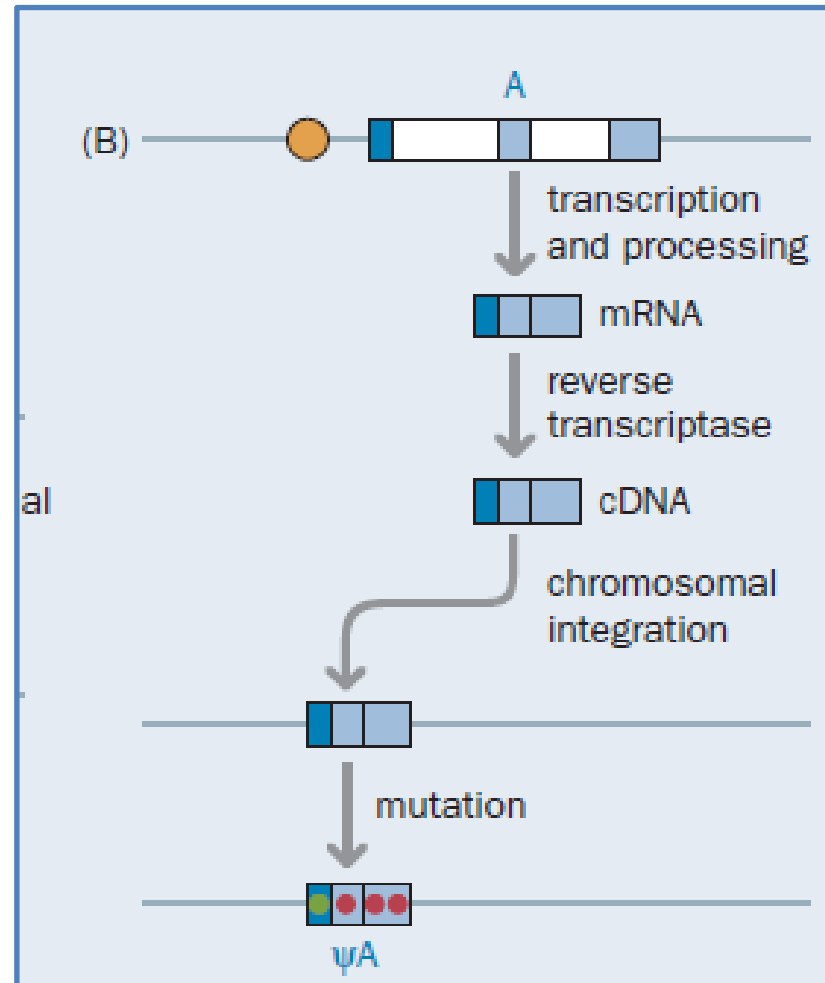 A
(B)
transcription
and processing
mRNA
reverse
transcriptase
cDNA
al
chromosomal
integration
mutation
ψA